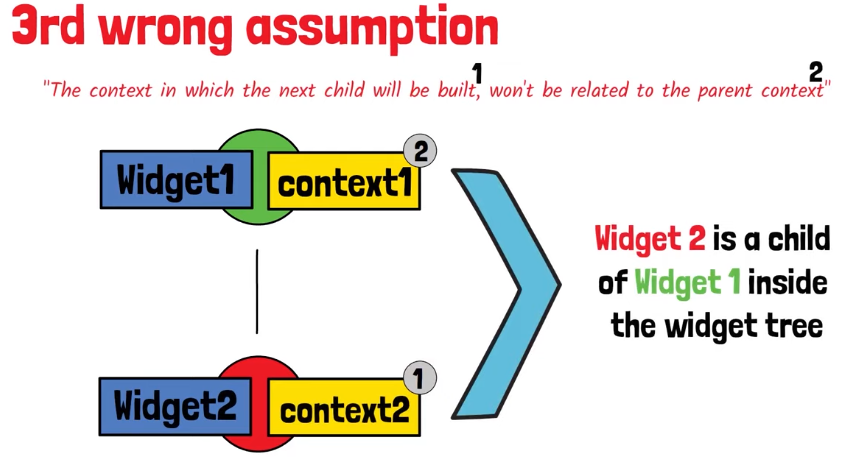 3rd wrong assumption
1 2
"The context in which the next child will be built, won't be related to the parent context"
2
Widget1 context1
Widget 2 is a child
of Widget 1 inside
the widget tree
1
Widget2 context2